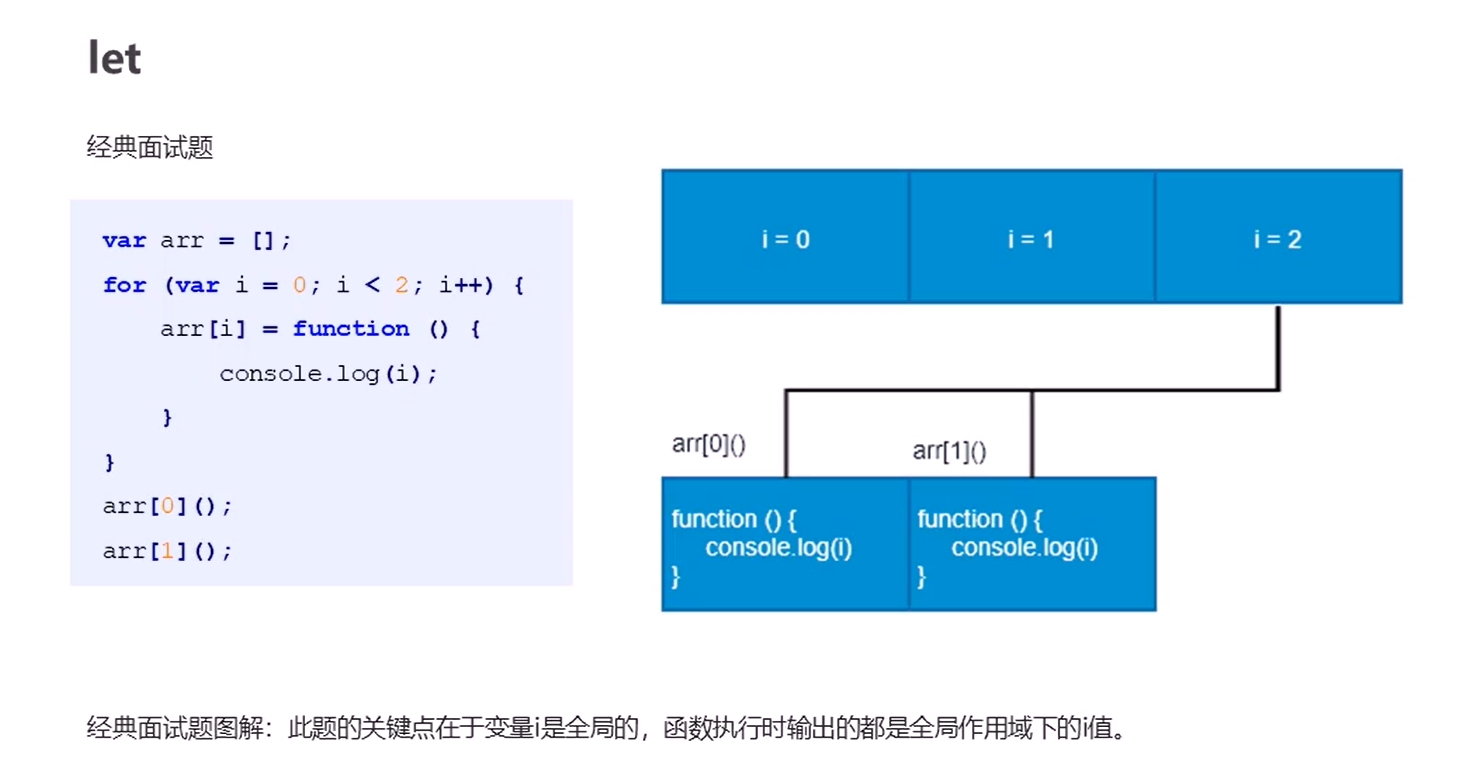 let
经典面试题
var arr = [];
for (var i = 0; i < 2; i++) {
    arr[i] = function () {
        console.log(i);
    }
}
arr[0]();
arr[1]();
i = 0
i = 1
i = 2
arr[0]()
arr[1]()
function () {
    console.log(i)
}
function () {
    console.log(i)
}
经典面试题图解：此题的关键点在于变量i是全局的，函数执行时输出的都是全局作用域下的i值。